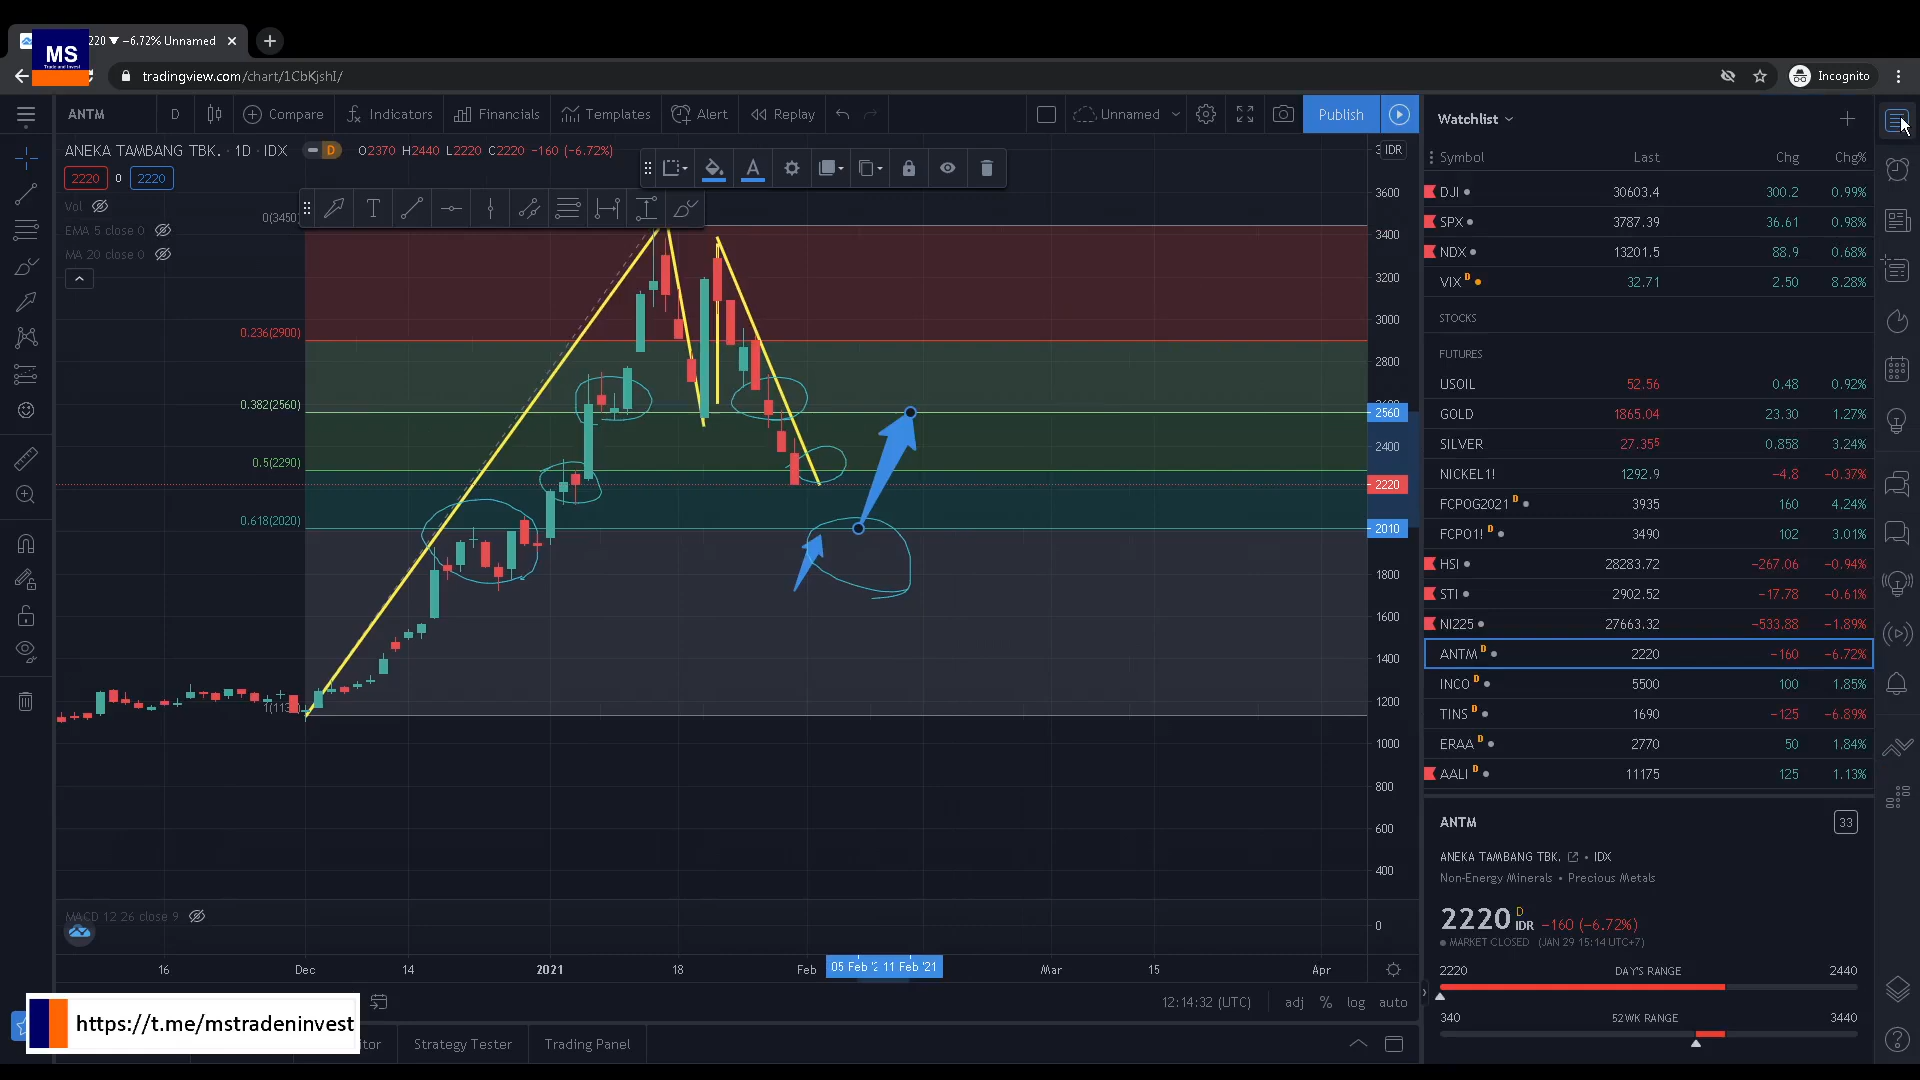 2220 ▼ −6.72% Unnamed
MS
Trade and Invest
tradingview.com/chart/1CbKjshI/
Incognito
ANTM
D
Compare
Indicators
Financials
Templates
Alert
Replay
Unnamed
Publish
ANEKA TAMBANG TBK. · 1D · IDX
D
O2370 H2440 L2220 C2220 −160 (−6.72%)
2220 0 2220
Vol
EMA 5 close 0
MA 20 close 0
0(3450
0.236(2900)
0.382(2560)
0.5(2290)
0.618(2020)
IDR
3600
3400
3200
3000
2800
2560
2400
2220
2010
1800
1600
1400
1200
1000
800
600
400
MACD 12 26 close 9
0
16
Dec
14
2021
18
Feb
11 Feb '21
Mar
15
Apr
12:14:32 (UTC)
adj % log auto
https://t.me/mstradeninvest
Strategy Tester
Trading Panel
Watchlist
Symbol Last Chg Chg%
DJI 30603.4 300.2 0.99%
SPX 3787.39 36.61 0.98%
NDX 13201.5 88.9 0.68%
VIX D 32.71 2.50 8.28%
STOCKS
FUTURES
USOIL 52.56 0.48 0.92%
GOLD 1865.04 23.30 1.27%
SILVER 27.355 0.858 3.24%
NICKEL1! 1292.9 −4.8 −0.37%
FCPOG2021 D 3935 160 4.24%
FCPO1! D 3490 102 3.01%
HSI 28283.72 −267.06 −0.94%
STI 2902.52 −17.78 −0.61%
NI225 27663.32 −533.88 −1.89%
ANTM D 2220 −160 −6.72%
INCO D 5500 100 1.85%
TINS D 1690 −125 −6.89%
ERAA D 2770 50 1.84%
AALI D 11175 125 1.13%
ANTM
33
ANEKA TAMBANG TBK. • IDX
Non-Energy Minerals • Precious Metals
2220 D IDR −160 (−6.72%)
MARKET CLOSED (JAN 29 15:14 UTC+7)
2220 DAY'S RANGE 2440
340 52WK RANGE 3440